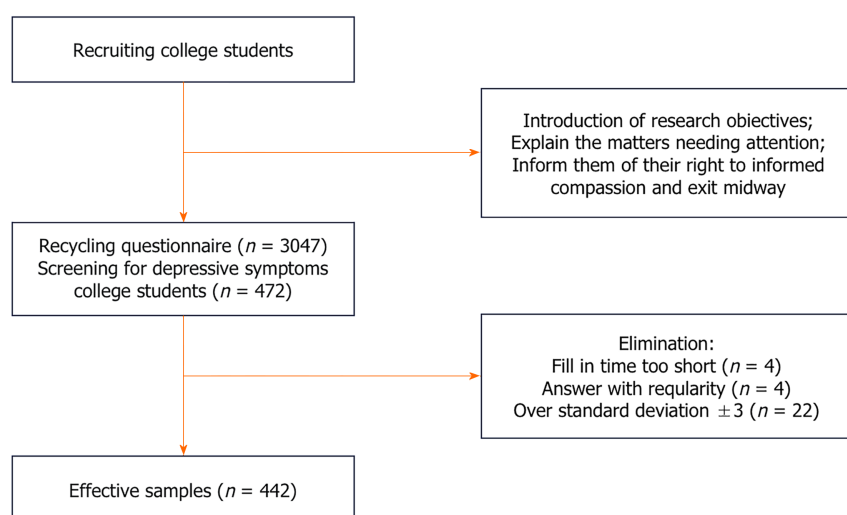 Recruiting college students
Introduction of research obiectives;
Explain the matters needing attention;
Inform them of their right to informed
compassion and exit midway
Recycling questionnaire (n = 3047)
Screening for depressive symptoms
college students (n = 472)
Elimination:
Fill in time too short (n = 4)
Answer with reqularity (n = 4)
Over standard deviation ±3 (n = 22)
Effective samples (n = 442)